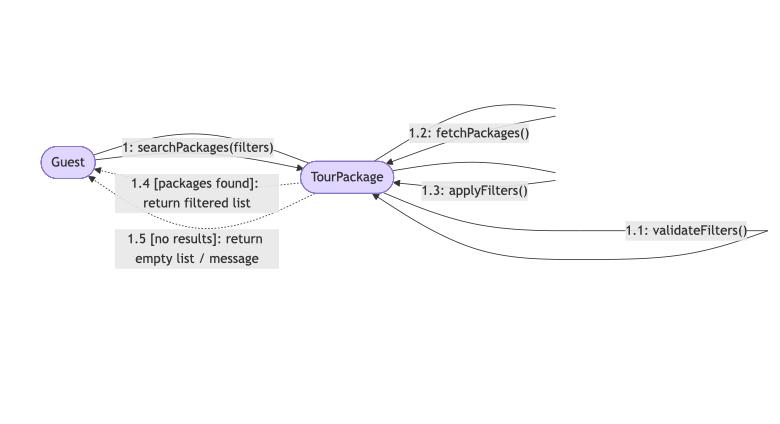 1.2: fetchPackages()
1: searchPackages(filters)
Guest
TourPackage
1.4 [packages found]:
return filtered list
1.3: applyFilters()
1.1: validateFilters()
1.5 [no results]: return
empty list / message